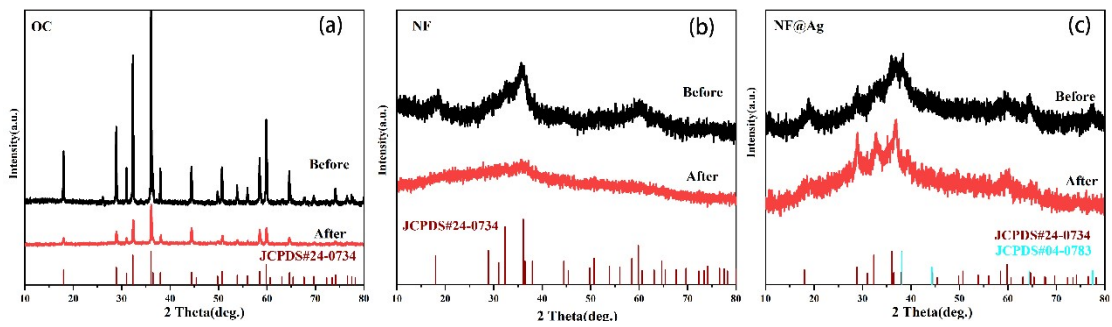 OC (a)
Intensity(a.u.)
Before
After
JCPDS#24-0734
10 20 30 40 50 60 70 80
2 Theta(deg.)
NF (b)
Intensity(a.u.)
Before
After
JCPDS#24-0734
10 20 30 40 50 60 70 80
2 Theta(deg.)
NF@Ag (c)
Intensity(a.u.)
Before
After
JCPDS#24-0734
JCPDS#04-0783
10 20 30 40 50 60 70 80
2 Theta(deg.)